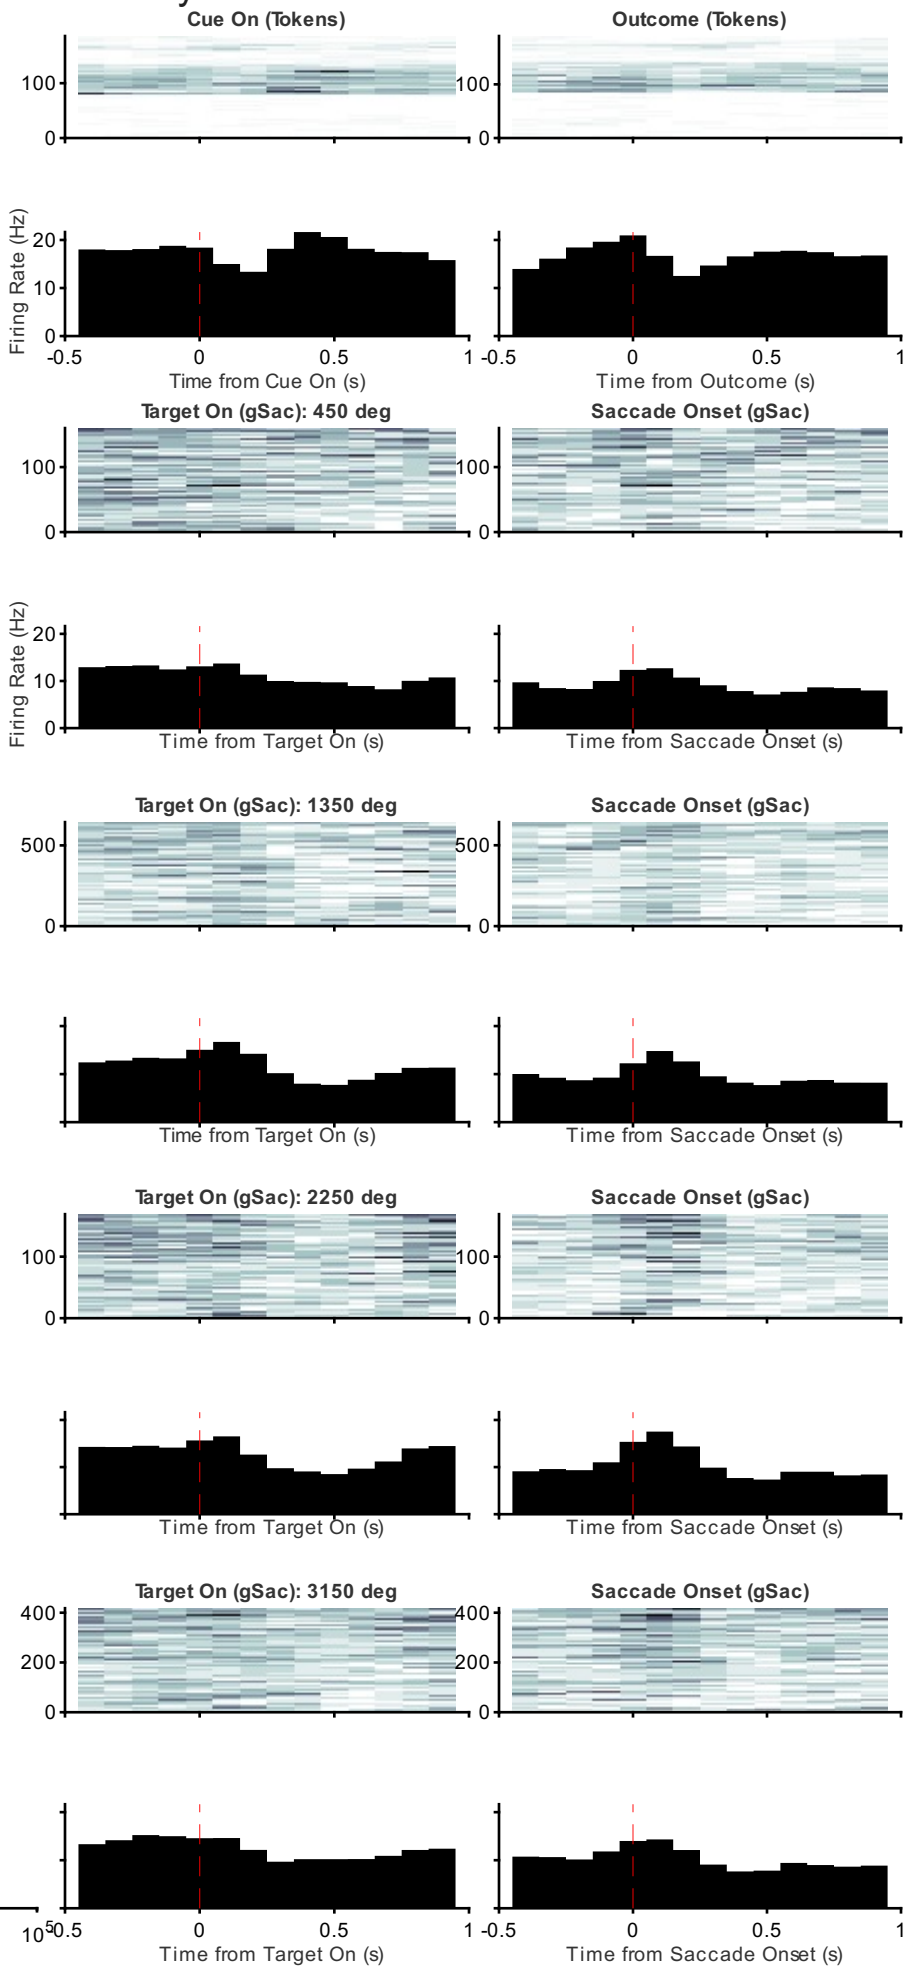 y
Cue On (Tokens) Outcome (Tokens)
100 100
0 0
Firing Rate (Hz)
20
10
0
-0.5 0 0.5 1 -0.5 0 0.5 1
Time from Cue On (s) Time from Outcome (s)
Target On (gSac): 450 deg Saccade Onset (gSac)
100 100
0 0
Firing Rate (Hz)
20
10
0
Time from Target On (s) Time from Saccade Onset (s)
Target On (gSac): 1350 deg Saccade Onset (gSac)
500 500
0 0
Time from Target On (s) Time from Saccade Onset (s)
Target On (gSac): 2250 deg Saccade Onset (gSac)
100 100
0 0
Time from Target On (s) Time from Saccade Onset (s)
Target On (gSac): 3150 deg Saccade Onset (gSac)
400 400
200 200
0 0
10⁵ -0.5 0 0.5 1 -0.5 0 0.5 1
Time from Target On (s) Time from Saccade Onset (s)